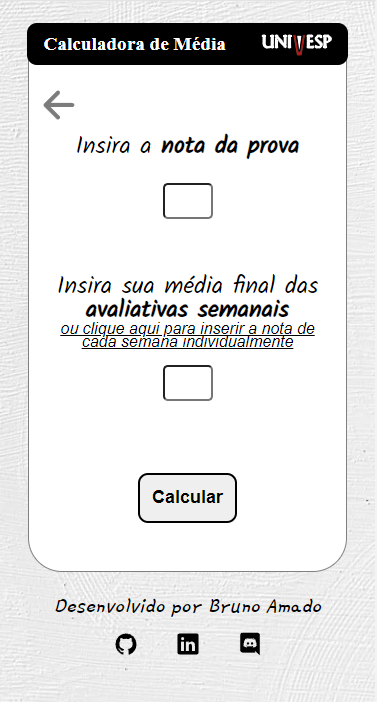 Calculadora de Média UNIVESP
Insira a nota da prova
Insira sua média final das
avaliativas semanais
ou clique aqui para inserir a nota de
cada semana individualmente
Calcular
Desenvolvido por Bruno Amado
in